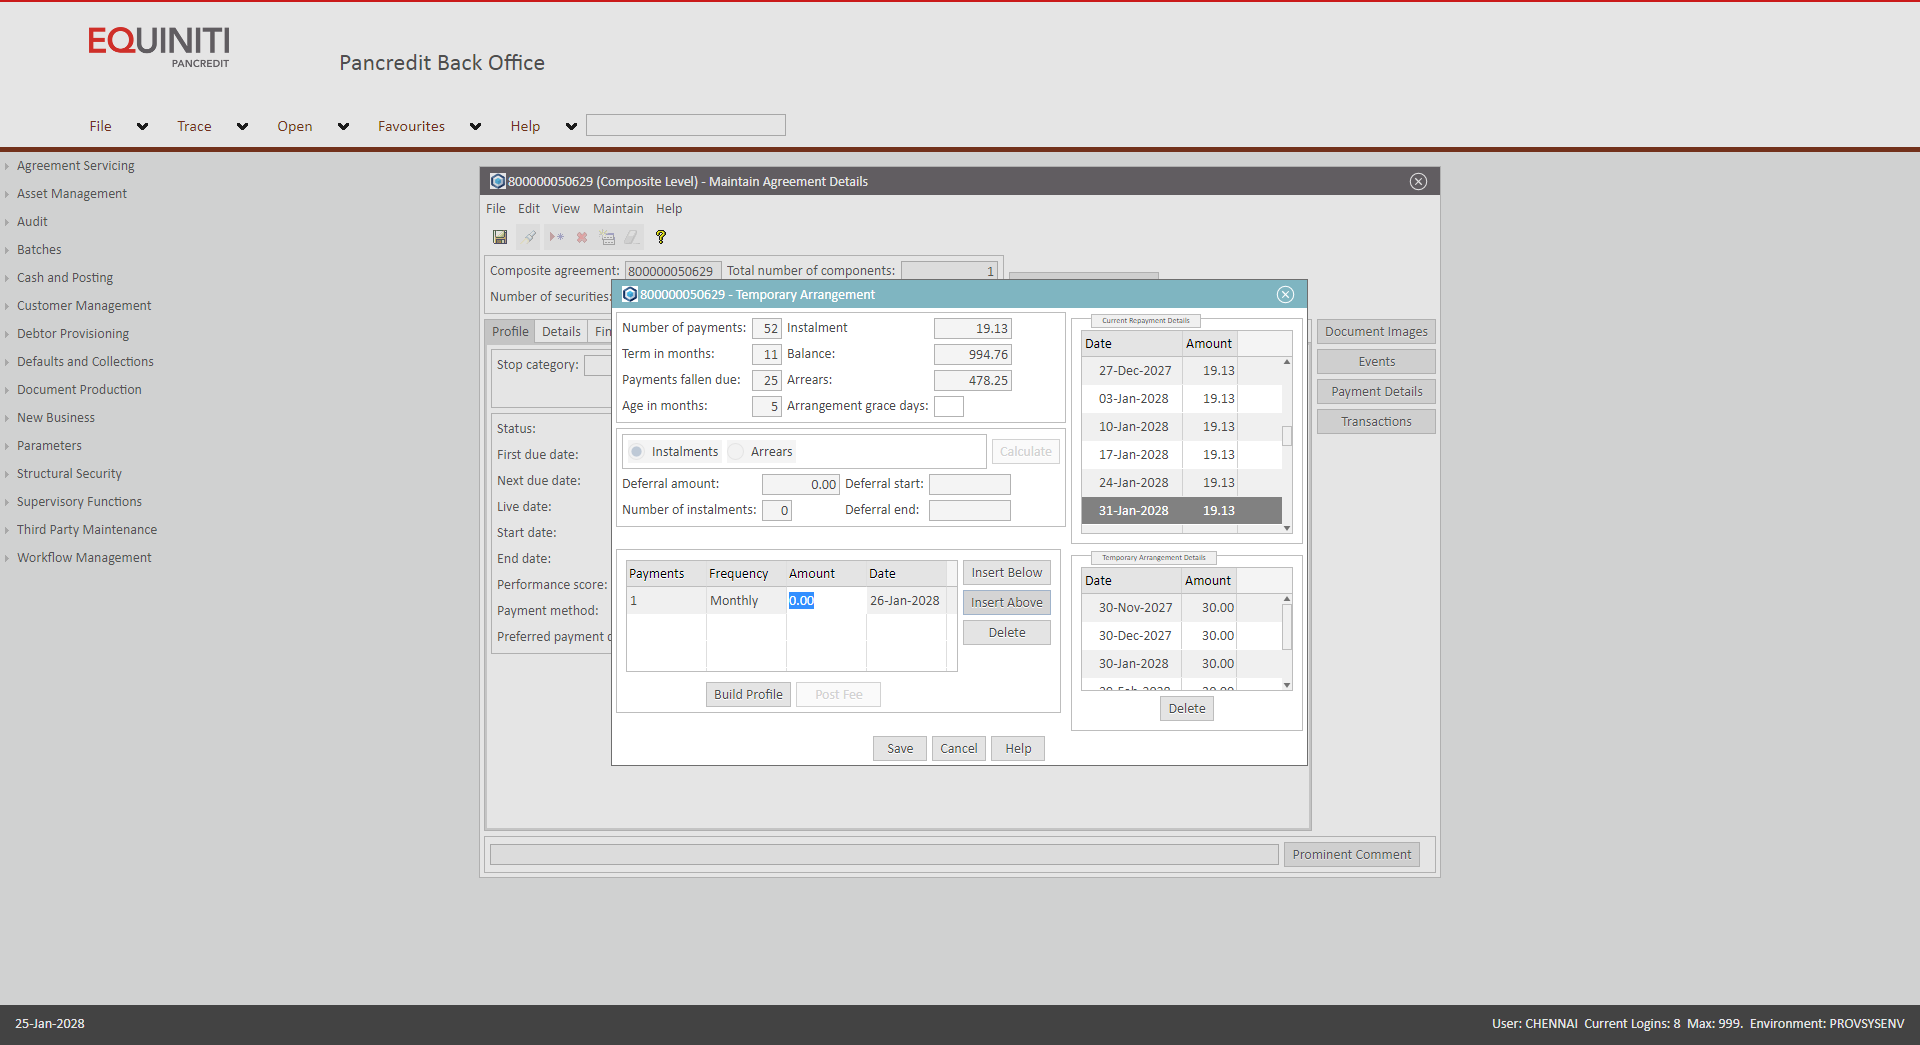 EQUINITI
PANCREDIT
Pancredit Back Office
File Trace Open Favourites Help
Agreement Servicing
Asset Management
Audit
Batches
Cash and Posting
Customer Management
Debtor Provisioning
Defaults and Collections
Document Production
New Business
Parameters
Structural Security
Supervisory Functions
Third Party Maintenance
Workflow Management
800000050629 (Composite Level) - Maintain Agreement Details
File Edit View Maintain Help
Composite agreement: 800000050629 Total number of components: 1
Number of securities:
Profile Details Fin
Stop category:
Status:
First due date:
Next due date:
Live date:
Start date:
End date:
Performance score:
Payment method:
Preferred payment d
800000050629 - Temporary Arrangement
Number of payments: 52 Instalment 19.13
Term in months: 11 Balance: 994.76
Payments fallen due: 25 Arrears: 478.25
Age in months: 5 Arrangement grace days:
Instalments Arrears Calculate
Deferral amount: 0.00 Deferral start:
Number of instalments: 0 Deferral end:
Payments Frequency Amount Date
1 Monthly 0.00 26-Jan-2028
Insert Below
Insert Above
Delete
Build Profile Post Fee
Save Cancel Help
Current Repayment Details
Date Amount
27-Dec-2027 19.13
03-Jan-2028 19.13
10-Jan-2028 19.13
17-Jan-2028 19.13
24-Jan-2028 19.13
31-Jan-2028 19.13
Temporary Arrangement Details
Date Amount
30-Nov-2027 30.00
30-Dec-2027 30.00
30-Jan-2028 30.00
Delete
Document Images
Events
Payment Details
Transactions
Prominent Comment
25-Jan-2028
User: CHENNAI Current Logins: 8 Max: 999. Environment: PROVSYSENV